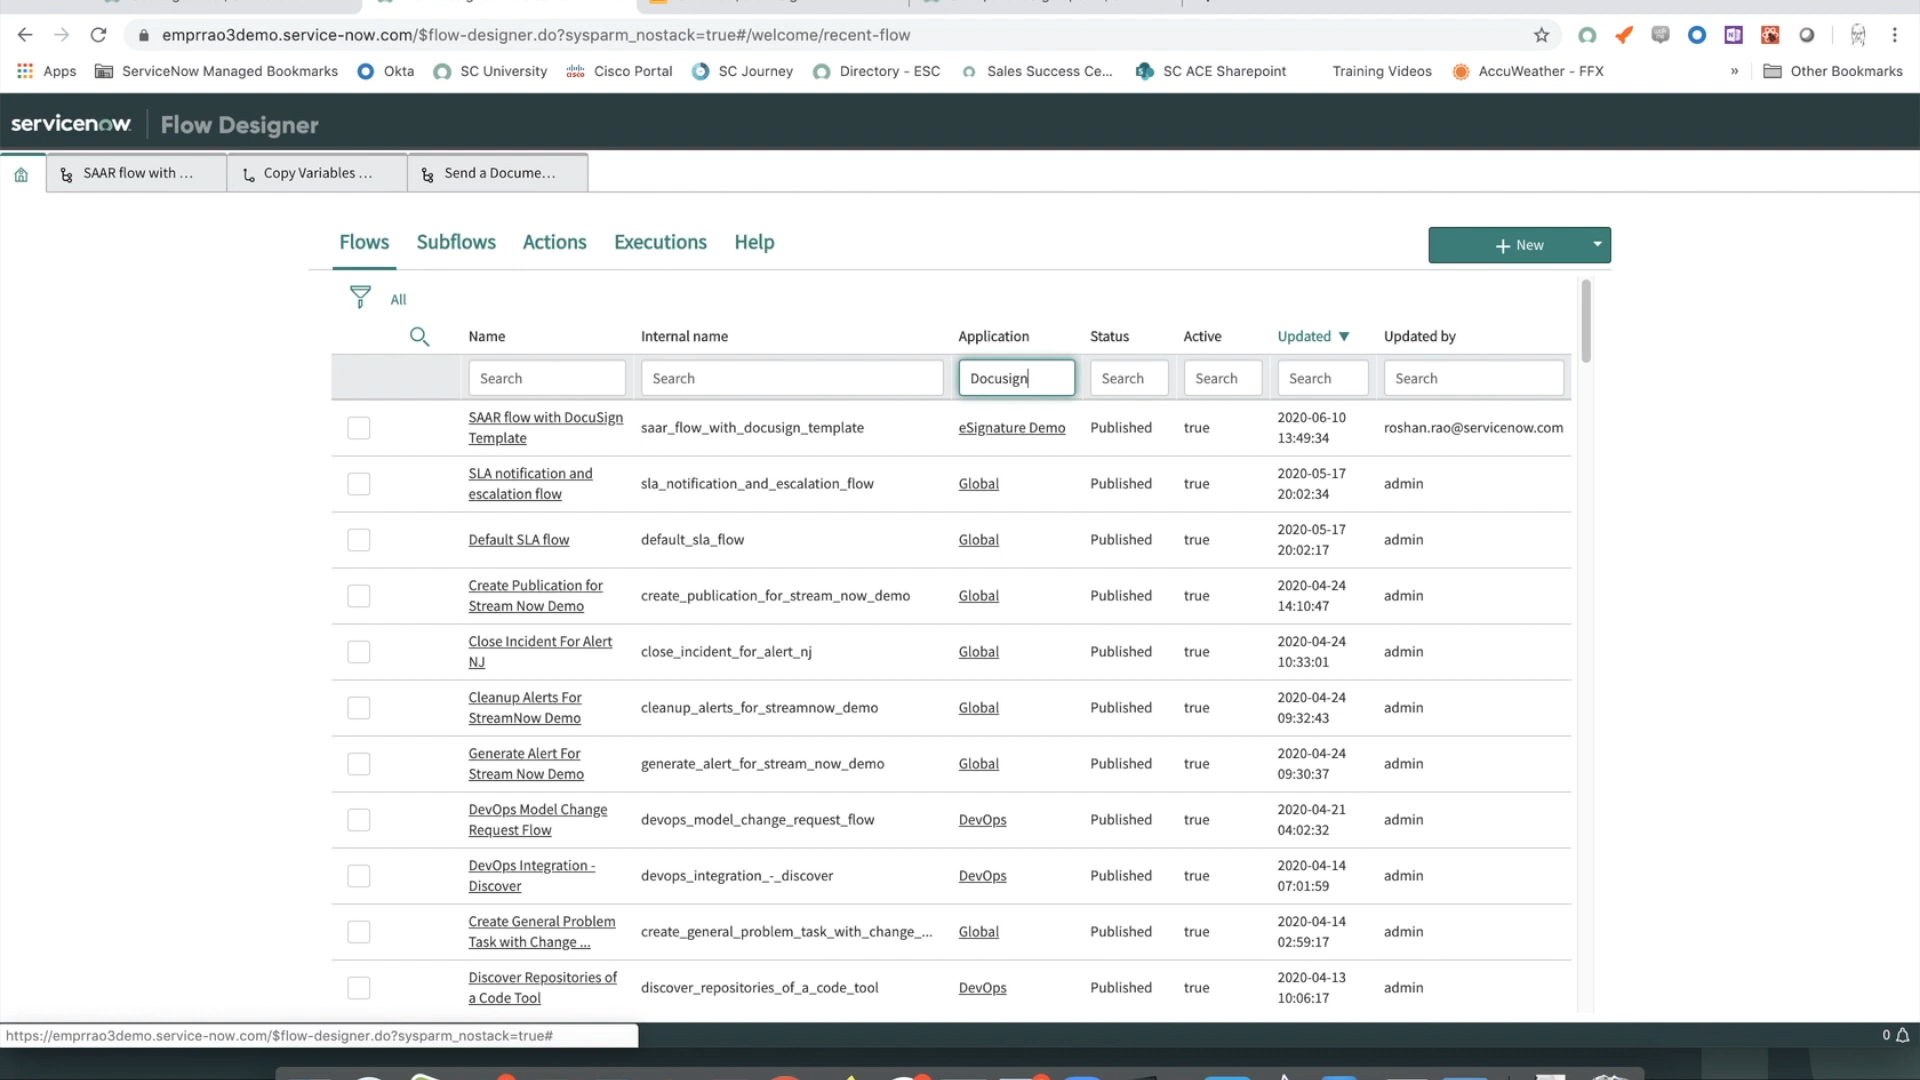 emprrao3demo.service-now.com/$flow-designer.do?sysparm_nostack=true#/welcome/recent-flow
Apps ServiceNow Managed Bookmarks Okta SC University Cisco Portal SC Journey Directory - ESC Sales Success Ce... SC ACE Sharepoint Training Videos AccuWeather - FFX » Other Bookmarks
servicenow Flow Designer
SAAR flow with ... Copy Variables ... Send a Docume...
Flows Subflows Actions Executions Help + New
All
Name Internal name Application Status Active Updated ▼ Updated by
Search Search Docusign Search Search Search Search
SAAR flow with DocuSign Template saar_flow_with_docusign_template eSignature Demo Published true 2020-06-10 13:49:34 roshan.rao@servicenow.com
SLA notification and escalation flow sla_notification_and_escalation_flow Global Published true 2020-05-17 20:02:34 admin
Default SLA flow default_sla_flow Global Published true 2020-05-17 20:02:17 admin
Create Publication for Stream Now Demo create_publication_for_stream_now_demo Global Published true 2020-04-24 14:10:47 admin
Close Incident For Alert NJ close_incident_for_alert_nj Global Published true 2020-04-24 10:33:01 admin
Cleanup Alerts For StreamNow Demo cleanup_alerts_for_streamnow_demo Global Published true 2020-04-24 09:32:43 admin
Generate Alert For Stream Now Demo generate_alert_for_stream_now_demo Global Published true 2020-04-24 09:30:37 admin
DevOps Model Change Request Flow devops_model_change_request_flow DevOps Published true 2020-04-21 04:02:32 admin
DevOps Integration - Discover devops_integration_-_discover DevOps Published true 2020-04-14 07:01:59 admin
Create General Problem Task with Change ... create_general_problem_task_with_change_... Global Published true 2020-04-14 02:59:17 admin
Discover Repositories of a Code Tool discover_repositories_of_a_code_tool DevOps Published true 2020-04-13 10:06:17 admin
https://emprrao3demo.service-now.com/$flow-designer.do?sysparm_nostack=true# 0